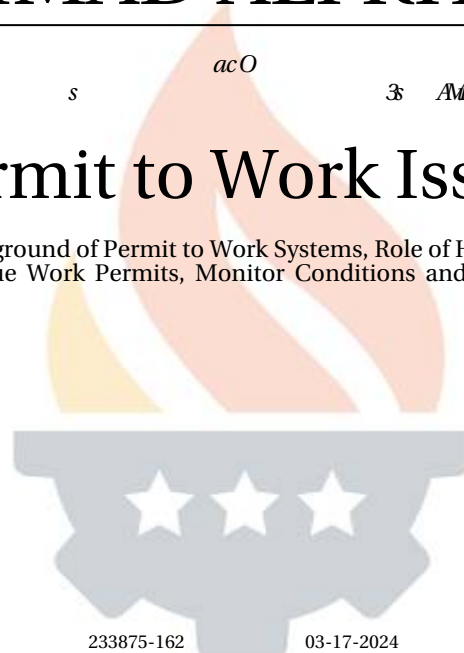 acO
s 3s
rmit to Work Iss
ground of Permit to Work Systems, Role of H
ue Work Permits, Monitor Conditions and
233875-162 03-17-2024